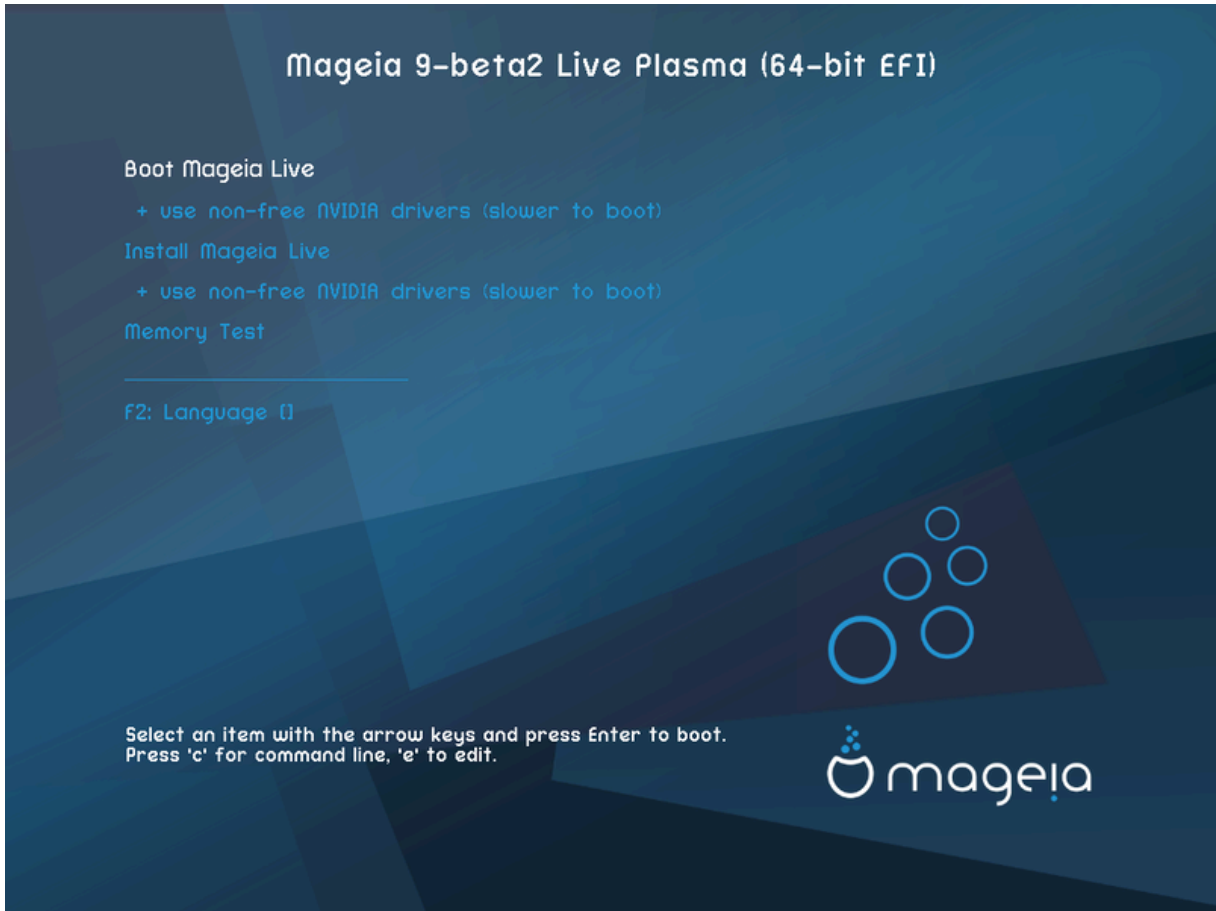 Mageia 9-beta2 Live Plasma (64-bit EFI)
Boot Mageia Live
+ use non-free NVIDIA drivers (slower to boot)
Install Mageia Live
+ use non-free NVIDIA drivers (slower to boot)
Memory Test
F2: Language []
Select an item with the arrow keys and press Enter to boot.
Press 'c' for command line, 'e' to edit.
mageia